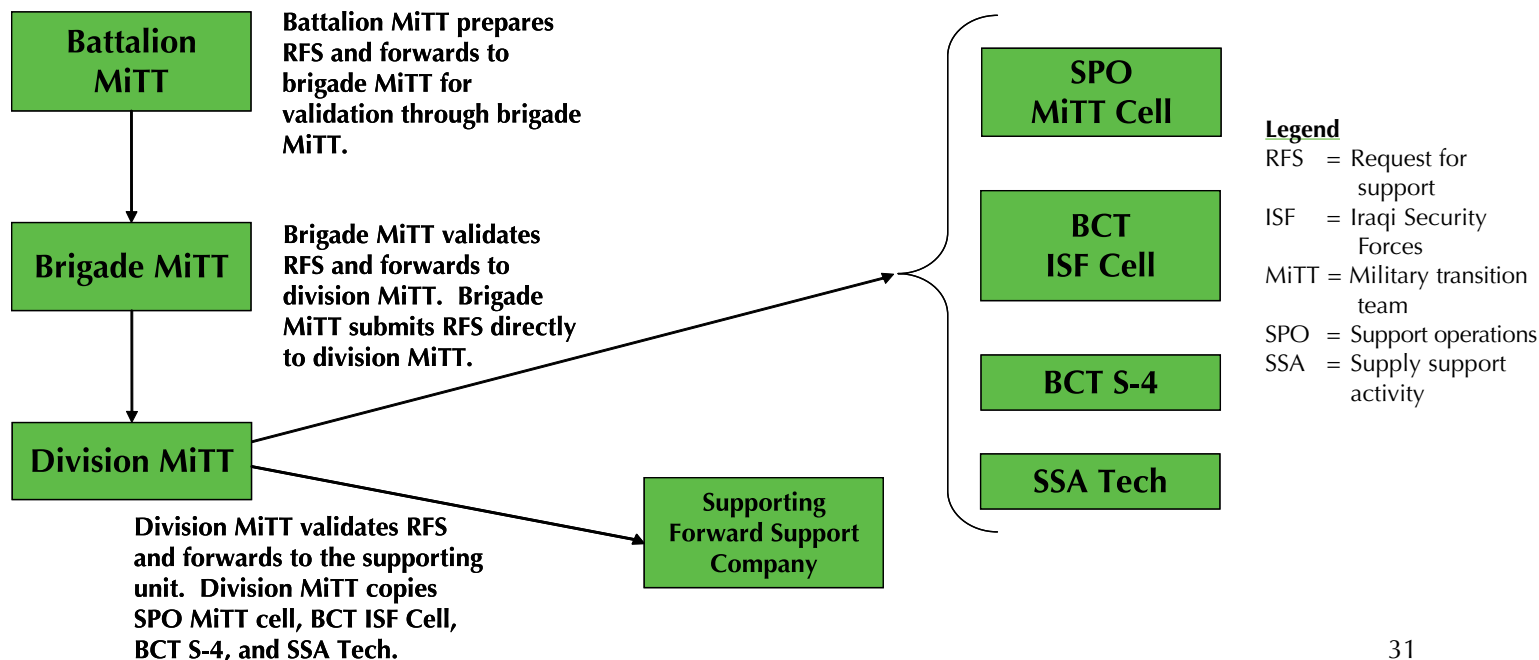 Battalion
MiTT
Battalion MiTT prepares
RFS and forwards to
brigade MiTT for
validation through brigade
MiTT.
Brigade MiTT
Brigade MiTT validates
RFS and forwards to
division MiTT. Brigade
MiTT submits RFS directly
to division MiTT.
Division MiTT
Division MiTT validates RFS
and forwards to the supporting
unit. Division MiTT copies
SPO MiTT cell, BCT ISF Cell,
BCT S-4, and SSA Tech.
Supporting
Forward Support
Company
SPO
MiTT Cell
BCT
ISF Cell
BCT S-4
SSA Tech
Legend
RFS = Request for
support
ISF = Iraqi Security
Forces
MiTT = Military transition
team
SPO = Support operations
SSA = Supply support
activity
31